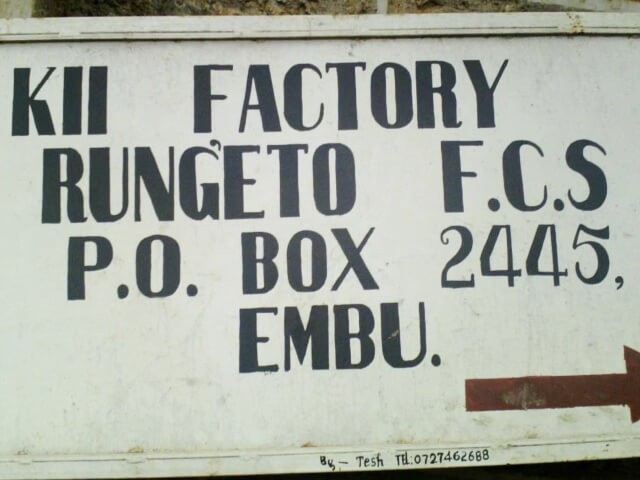 KII FACTORY
RUNG'ETO F.C.S
P.O. BOX 2445,
EMBU.
By,- Tesh Tel:0727462688